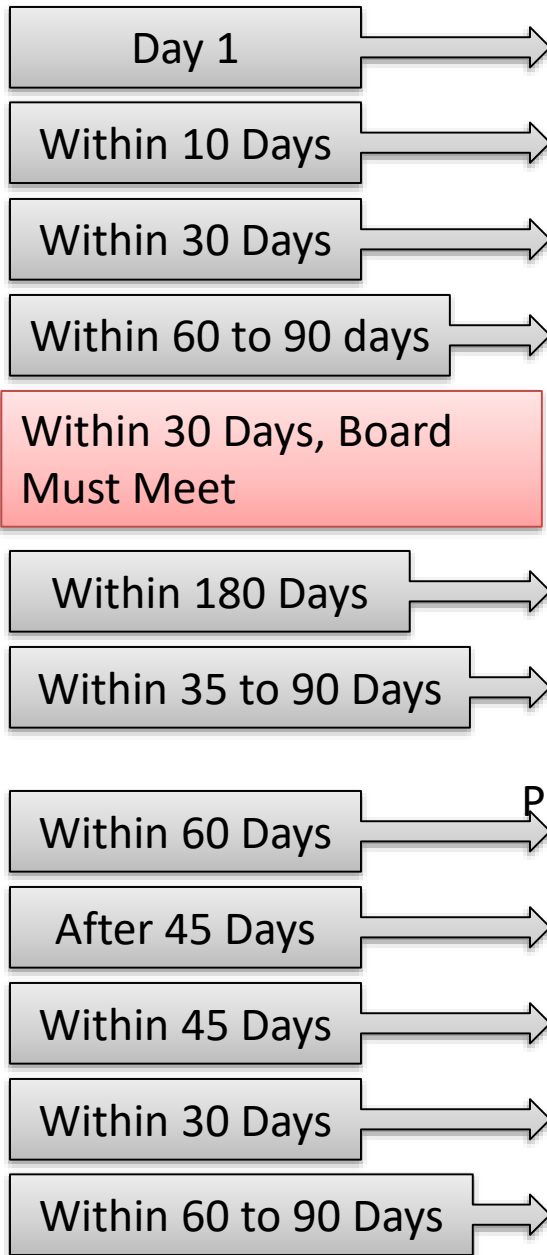 Day 1
Within 10 Days
Within 30 Days
Within 60 to 90 days
Within 30 Days, Board
Must Meet
Within 180 Days
Within 35 to 90 Days
P
Within 60 Days
After 45 Days
Within 45 Days
Within 30 Days
Within 60 to 90 Days